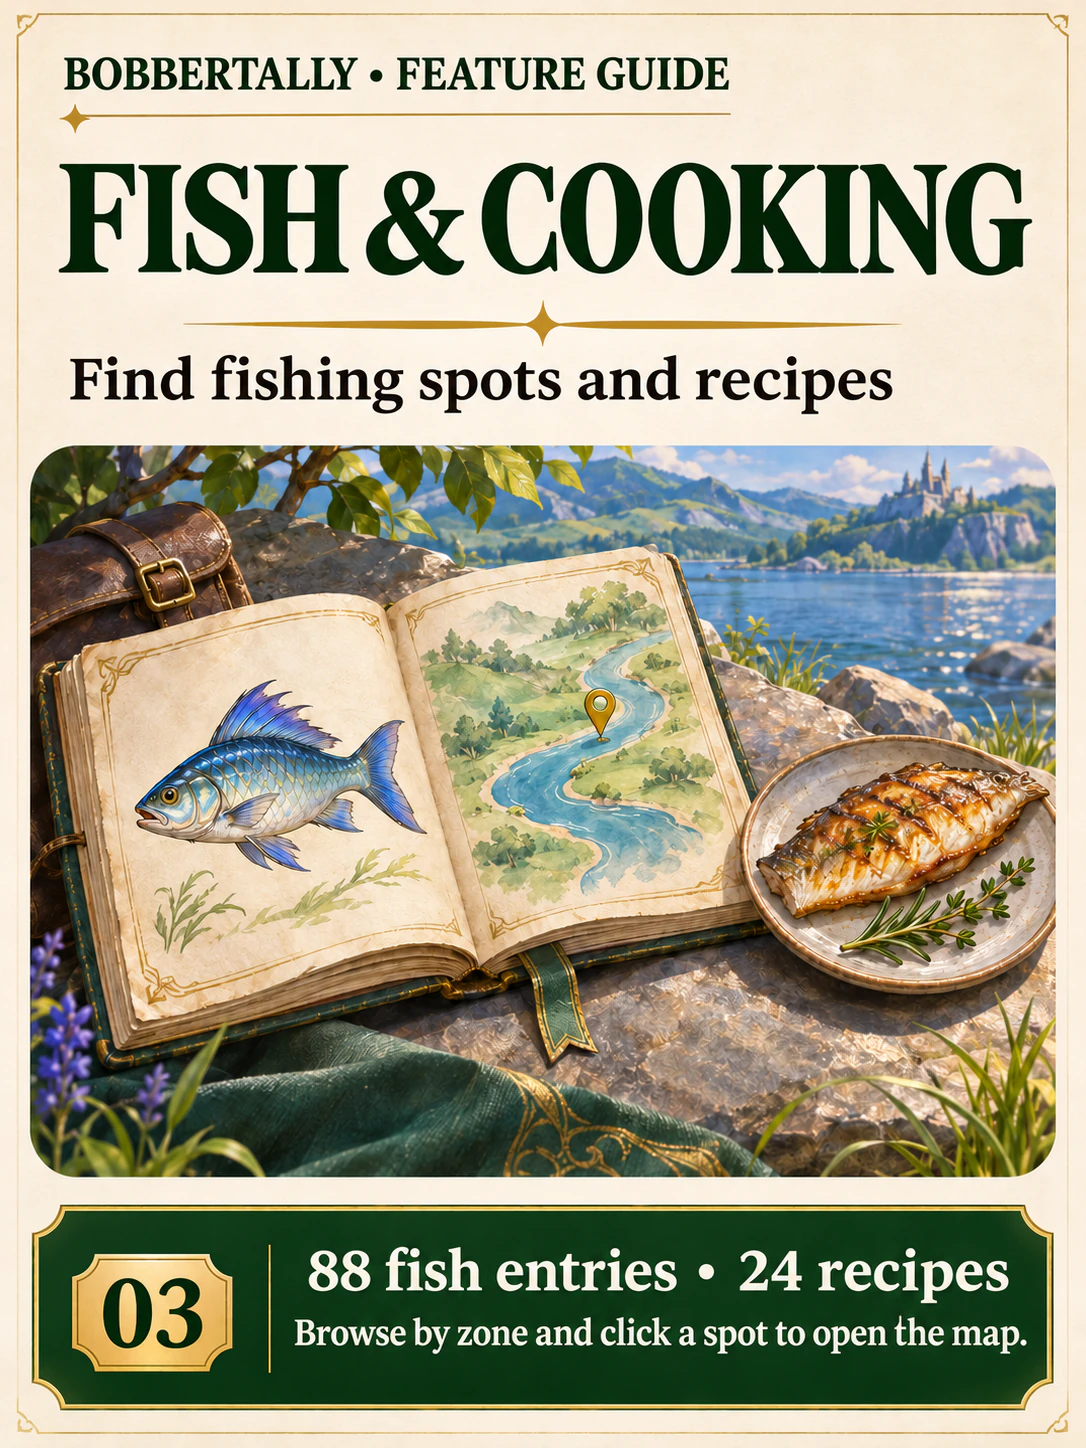 BOBBERTALLY • FEATURE GUIDE
FISH & COOKING
Find fishing spots and recipes
03
88 fish entries • 24 recipes
Browse by zone and click a spot to open the map.